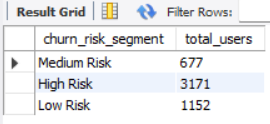 Result Grid Filter Rows:
churn_risk_segment total_users
Medium Risk 677
High Risk 3171
Low Risk 1152